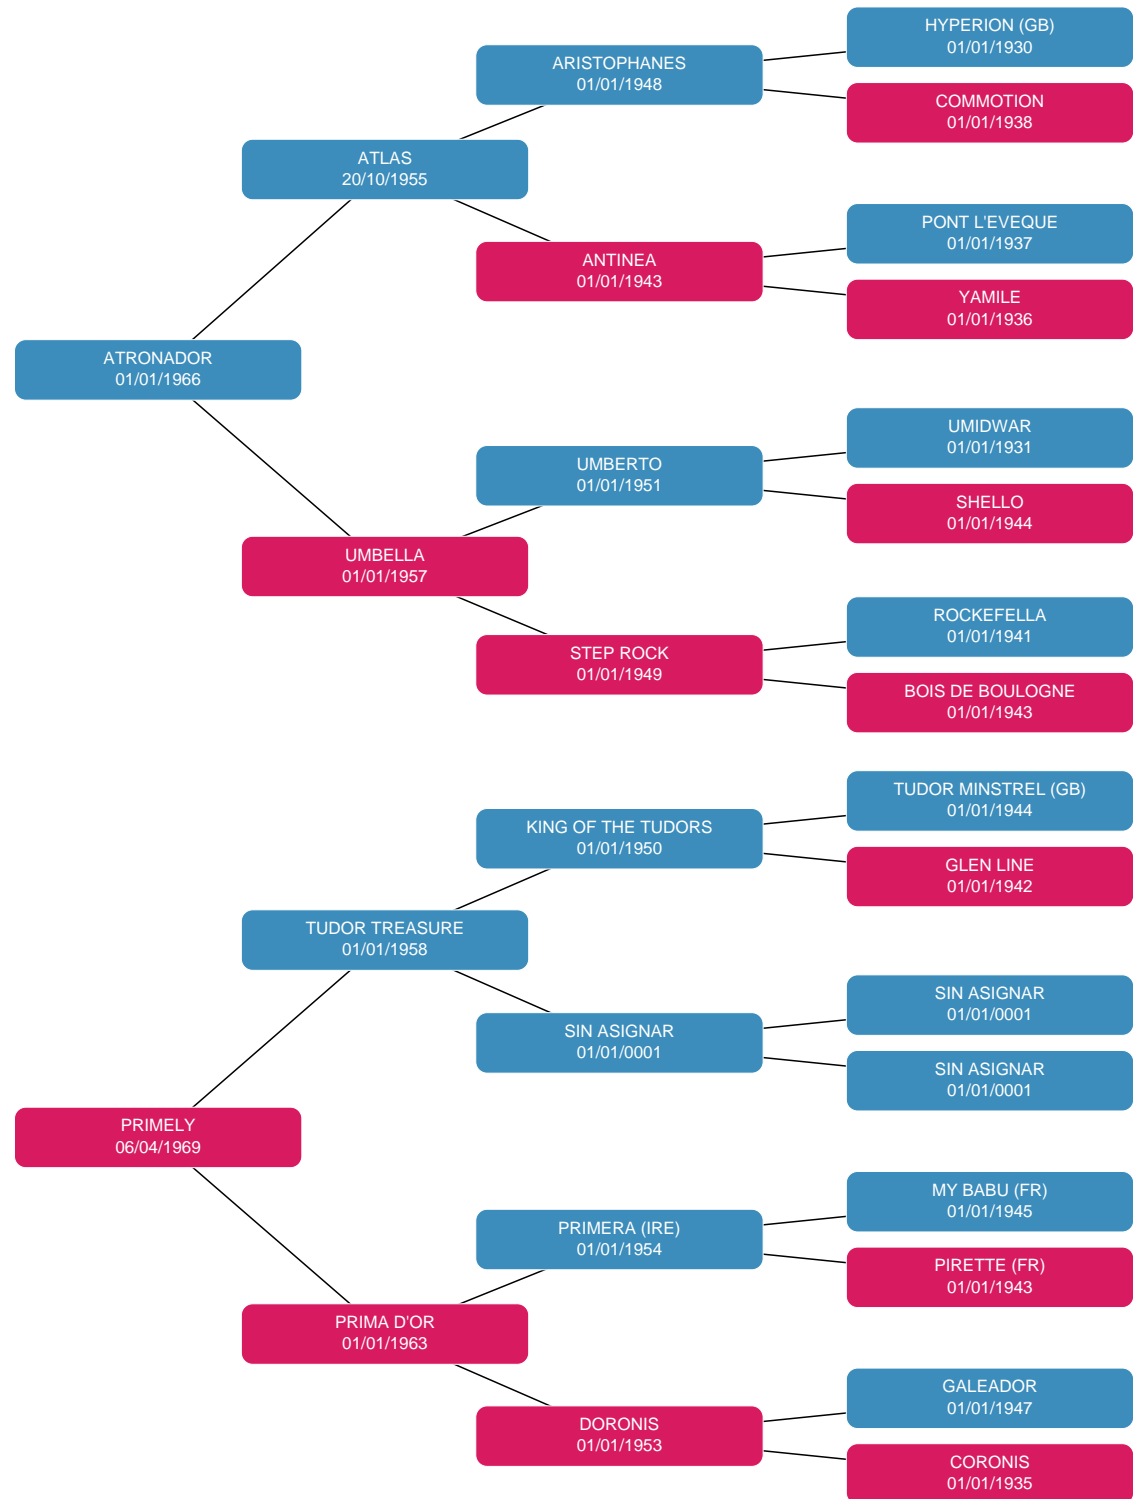 HYPERION (GB)
01/01/1930
ARISTOPHANES
01/01/1948
COMMOTION
01/01/1938
ATLAS
20/10/1955
PONT L'EVEQUE
01/01/1937
ANTINEA
01/01/1943
YAMILE
01/01/1936
ATRONADOR
01/01/1966
UMIDWAR
01/01/1931
UMBERTO
01/01/1951
SHELLO
01/01/1944
UMBELLA
01/01/1957
ROCKEFELLA
01/01/1941
STEP ROCK
01/01/1949
BOIS DE BOULOGNE
01/01/1943
TUDOR MINSTREL (GB)
01/01/1944
KING OF THE TUDORS
01/01/1950
GLEN LINE
01/01/1942
TUDOR TREASURE
01/01/1958
SIN ASIGNAR
01/01/0001
SIN ASIGNAR
01/01/0001
SIN ASIGNAR
01/01/0001
PRIMELY
06/04/1969
MY BABU (FR)
01/01/1945
PRIMERA (IRE)
01/01/1954
PIRETTE (FR)
01/01/1943
PRIMA D'OR
01/01/1963
GALEADOR
01/01/1947
DORONIS
01/01/1953
CORONIS
01/01/1935